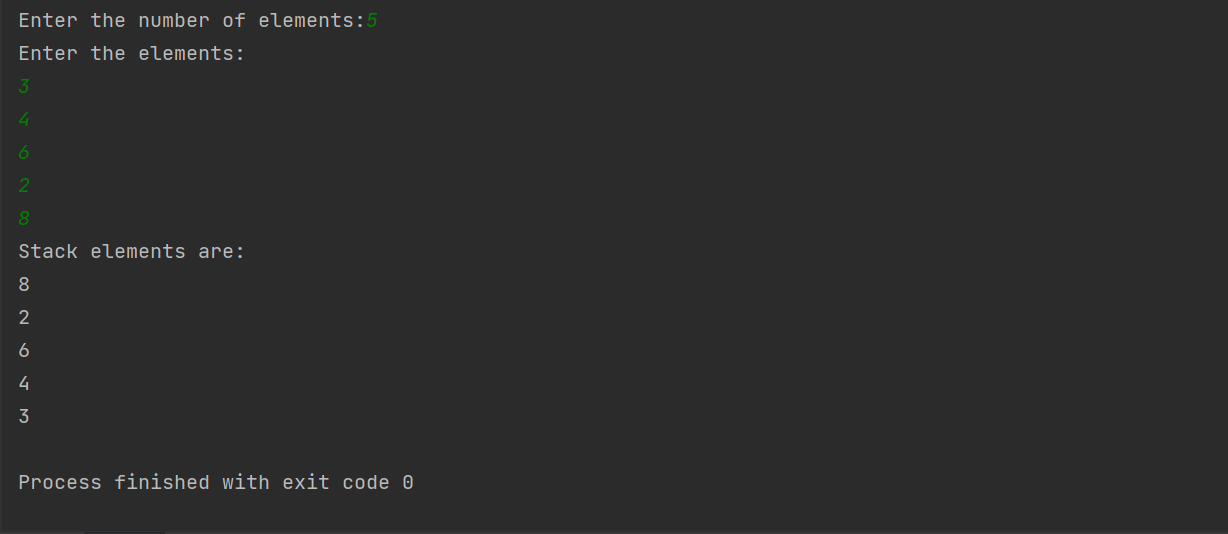 Enter the number of elements:5
Enter the elements:
3
4
6
2
8
Stack elements are:
8
2
6
4
3
Process finished with exit code 0